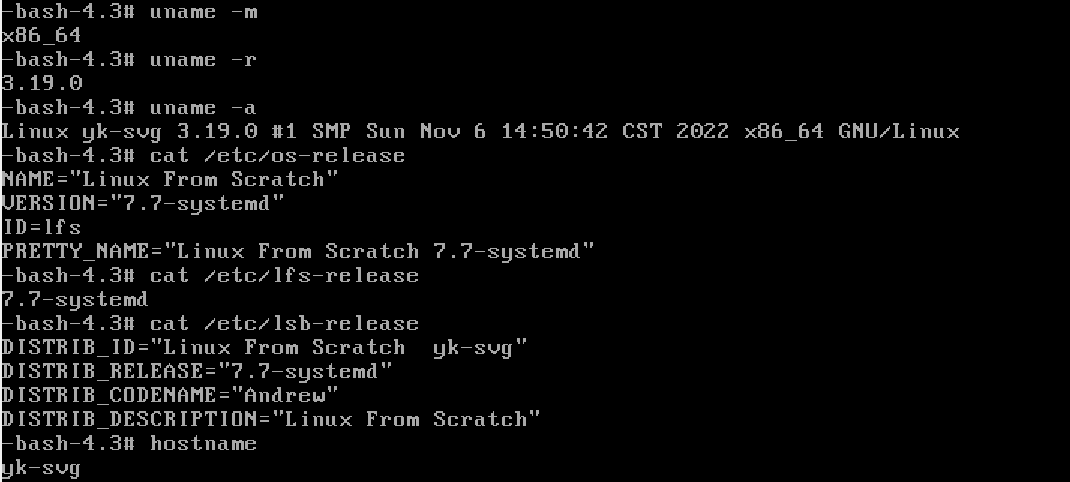 -bash-4.3# uname -m
x86_64
-bash-4.3# uname -r
3.19.0
-bash-4.3# uname -a
Linux yk-svg 3.19.0 #1 SMP Sun Nov 6 14:50:42 CST 2022 x86_64 GNU/Linux
-bash-4.3# cat /etc/os-release
NAME="Linux From Scratch"
VERSION="7.7-systemd"
ID=lfs
PRETTY_NAME="Linux From Scratch 7.7-systemd"
-bash-4.3# cat /etc/lfs-release
7.7-systemd
-bash-4.3# cat /etc/lsb-release
DISTRIB_ID="Linux From Scratch  yk-svg"
DISTRIB_RELEASE="7.7-systemd"
DISTRIB_CODENAME="Andrew"
DISTRIB_DESCRIPTION="Linux From Scratch"
-bash-4.3# hostname
yk-svg